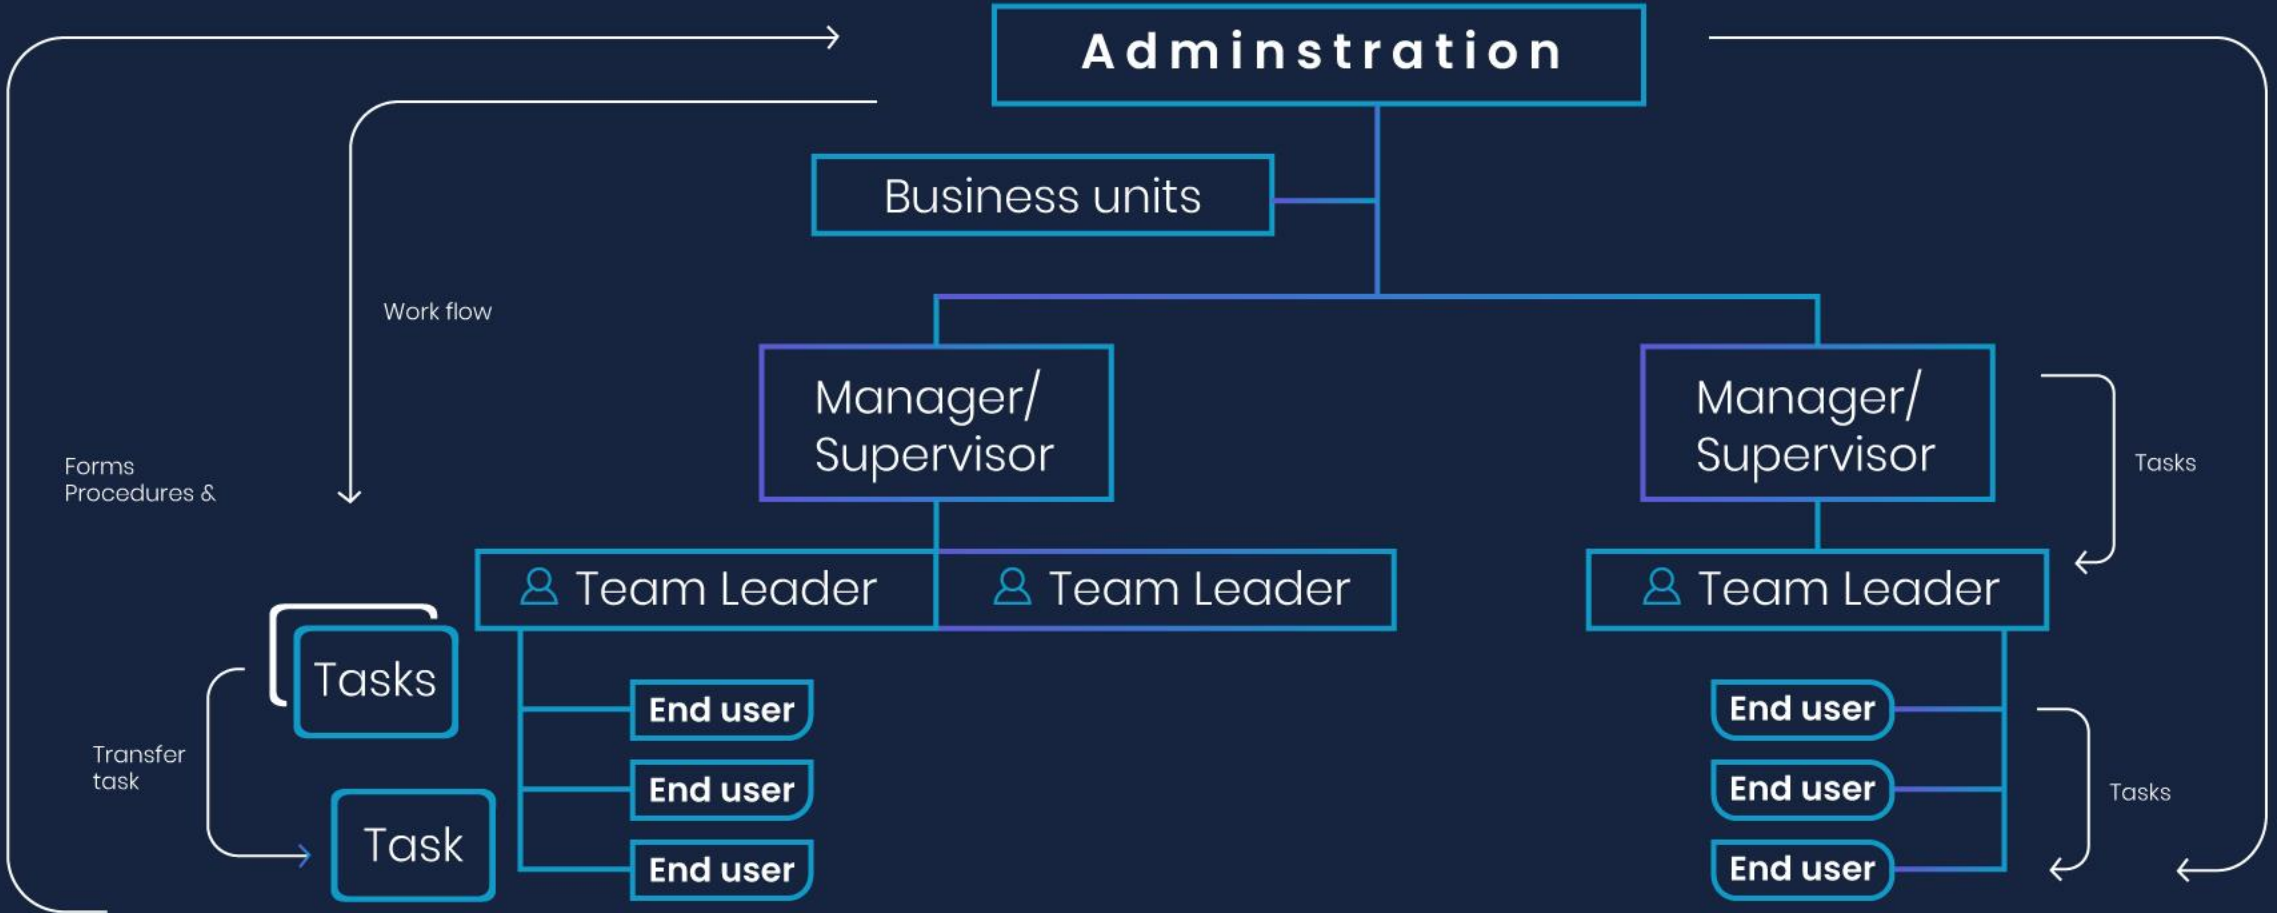 Adminstration
Business units
Work flow
Manager/
Supervisor
Manager/
Supervisor
Tasks
Forms
Procedures &
Team Leader
Team Leader
Team Leader
Tasks
Transfer
task
Task
End user
End user
End user
End user
End user
End user
Tasks